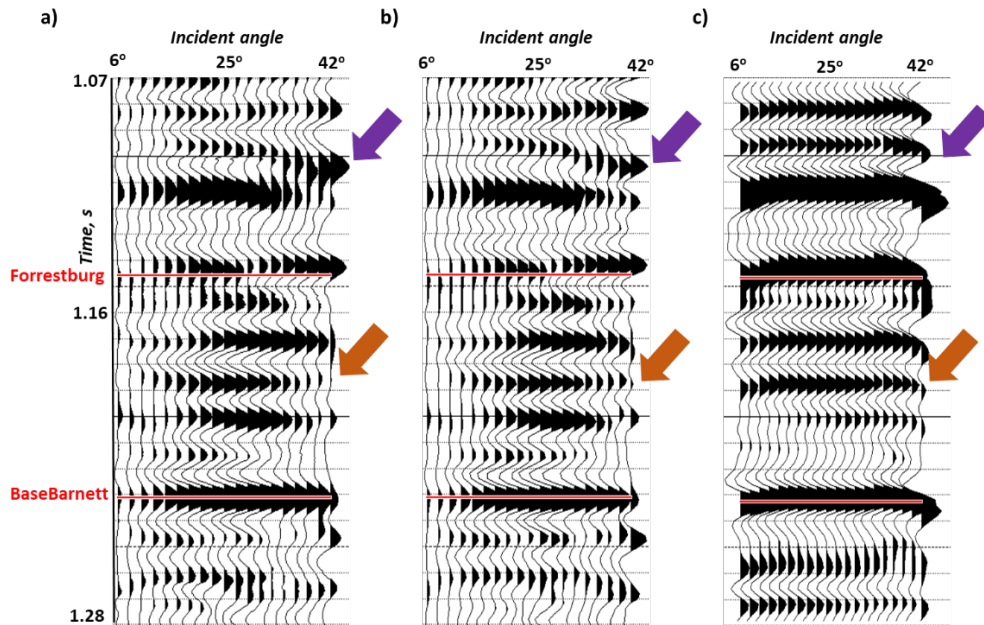 a)
Incident angle
6° 25° 42°
b)
Incident angle
6° 25° 42°
c)
Incident angle
6° 25° 42°
1.07
Time, s
Forrestburg
1.16
BaseBarnett
1.28